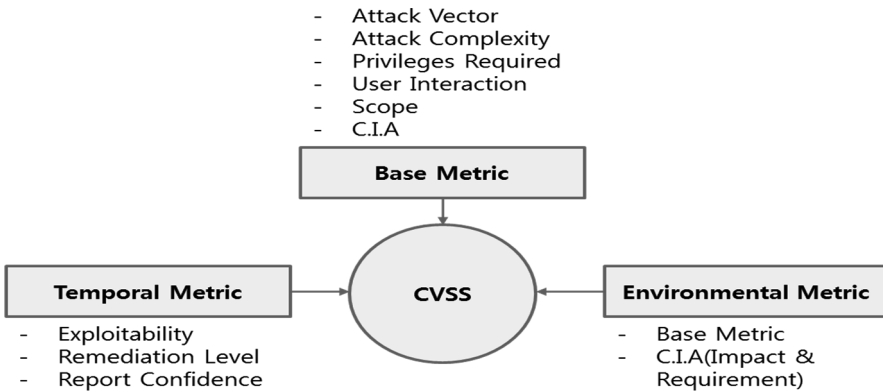 - Attack Vector
- Attack Complexity
- Privileges Required
- User Interaction
- Scope
- C.I.A
Base Metric
Temporal Metric
CVSS
Environmental Metric
- Exploitability
- Remediation Level
- Report Confidence
- Base Metric
- C.I.A(Impact &
Requirement)